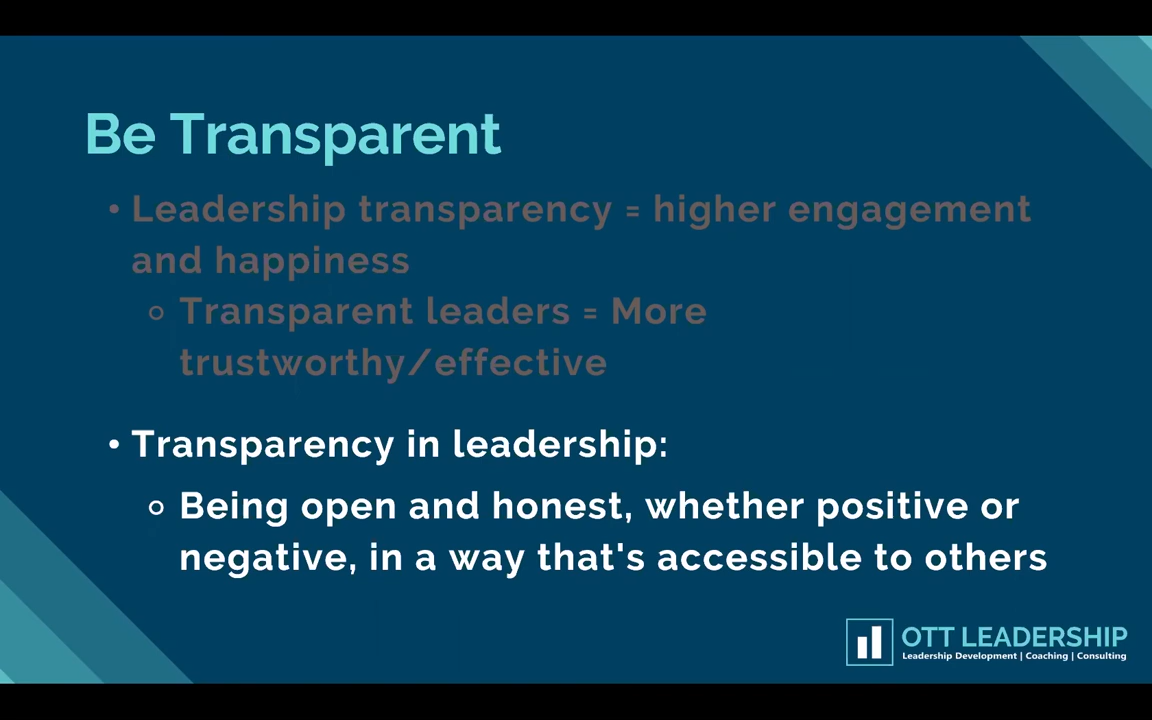 Be Transparent
• Leadership transparency = higher engagement
and happiness
○ Transparent leaders = More
trustworthy/effective
• Transparency in leadership:
○ Being open and honest, whether positive or
negative, in a way that's accessible to others
OTT LEADERSHIP
Leadership Development | Coaching | Consulting